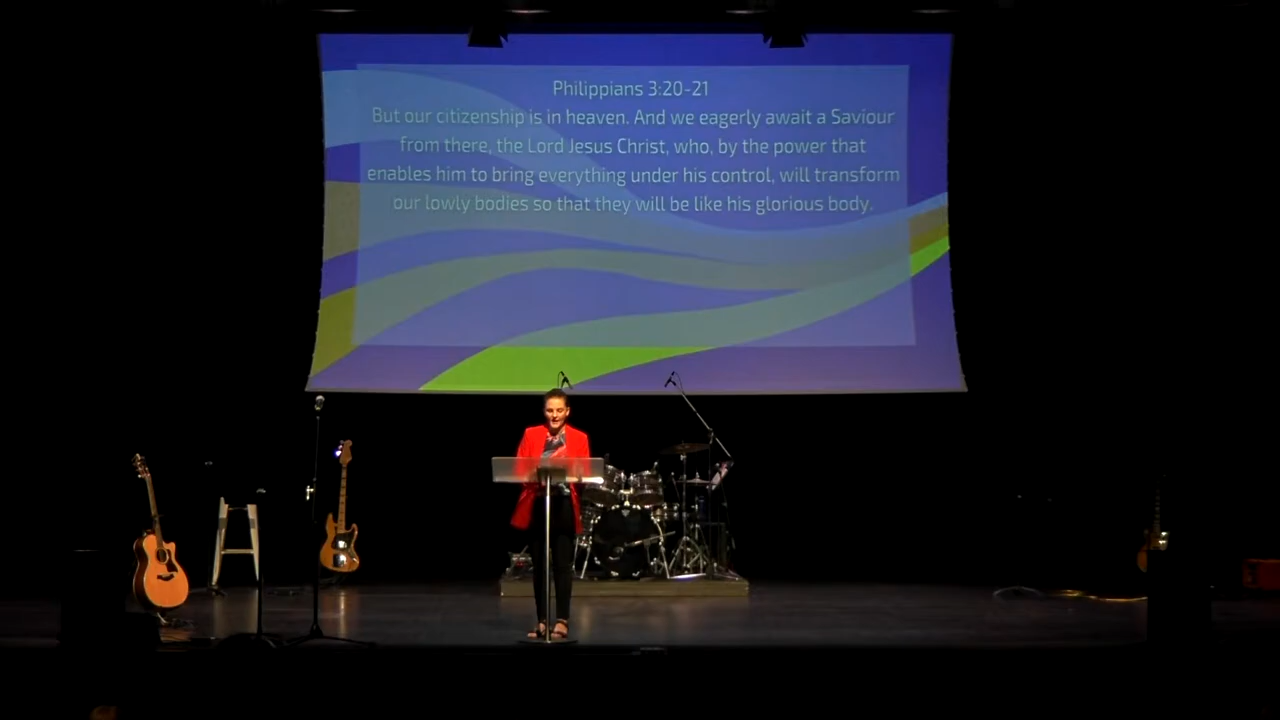 Philippians 3:20-21
But our citizenship is in heaven. And we eagerly await a Saviour
from there, the Lord Jesus Christ, who, by the power that
enables him to bring everything under his control, will transform
our lowly bodies so that they will be like his glorious body.